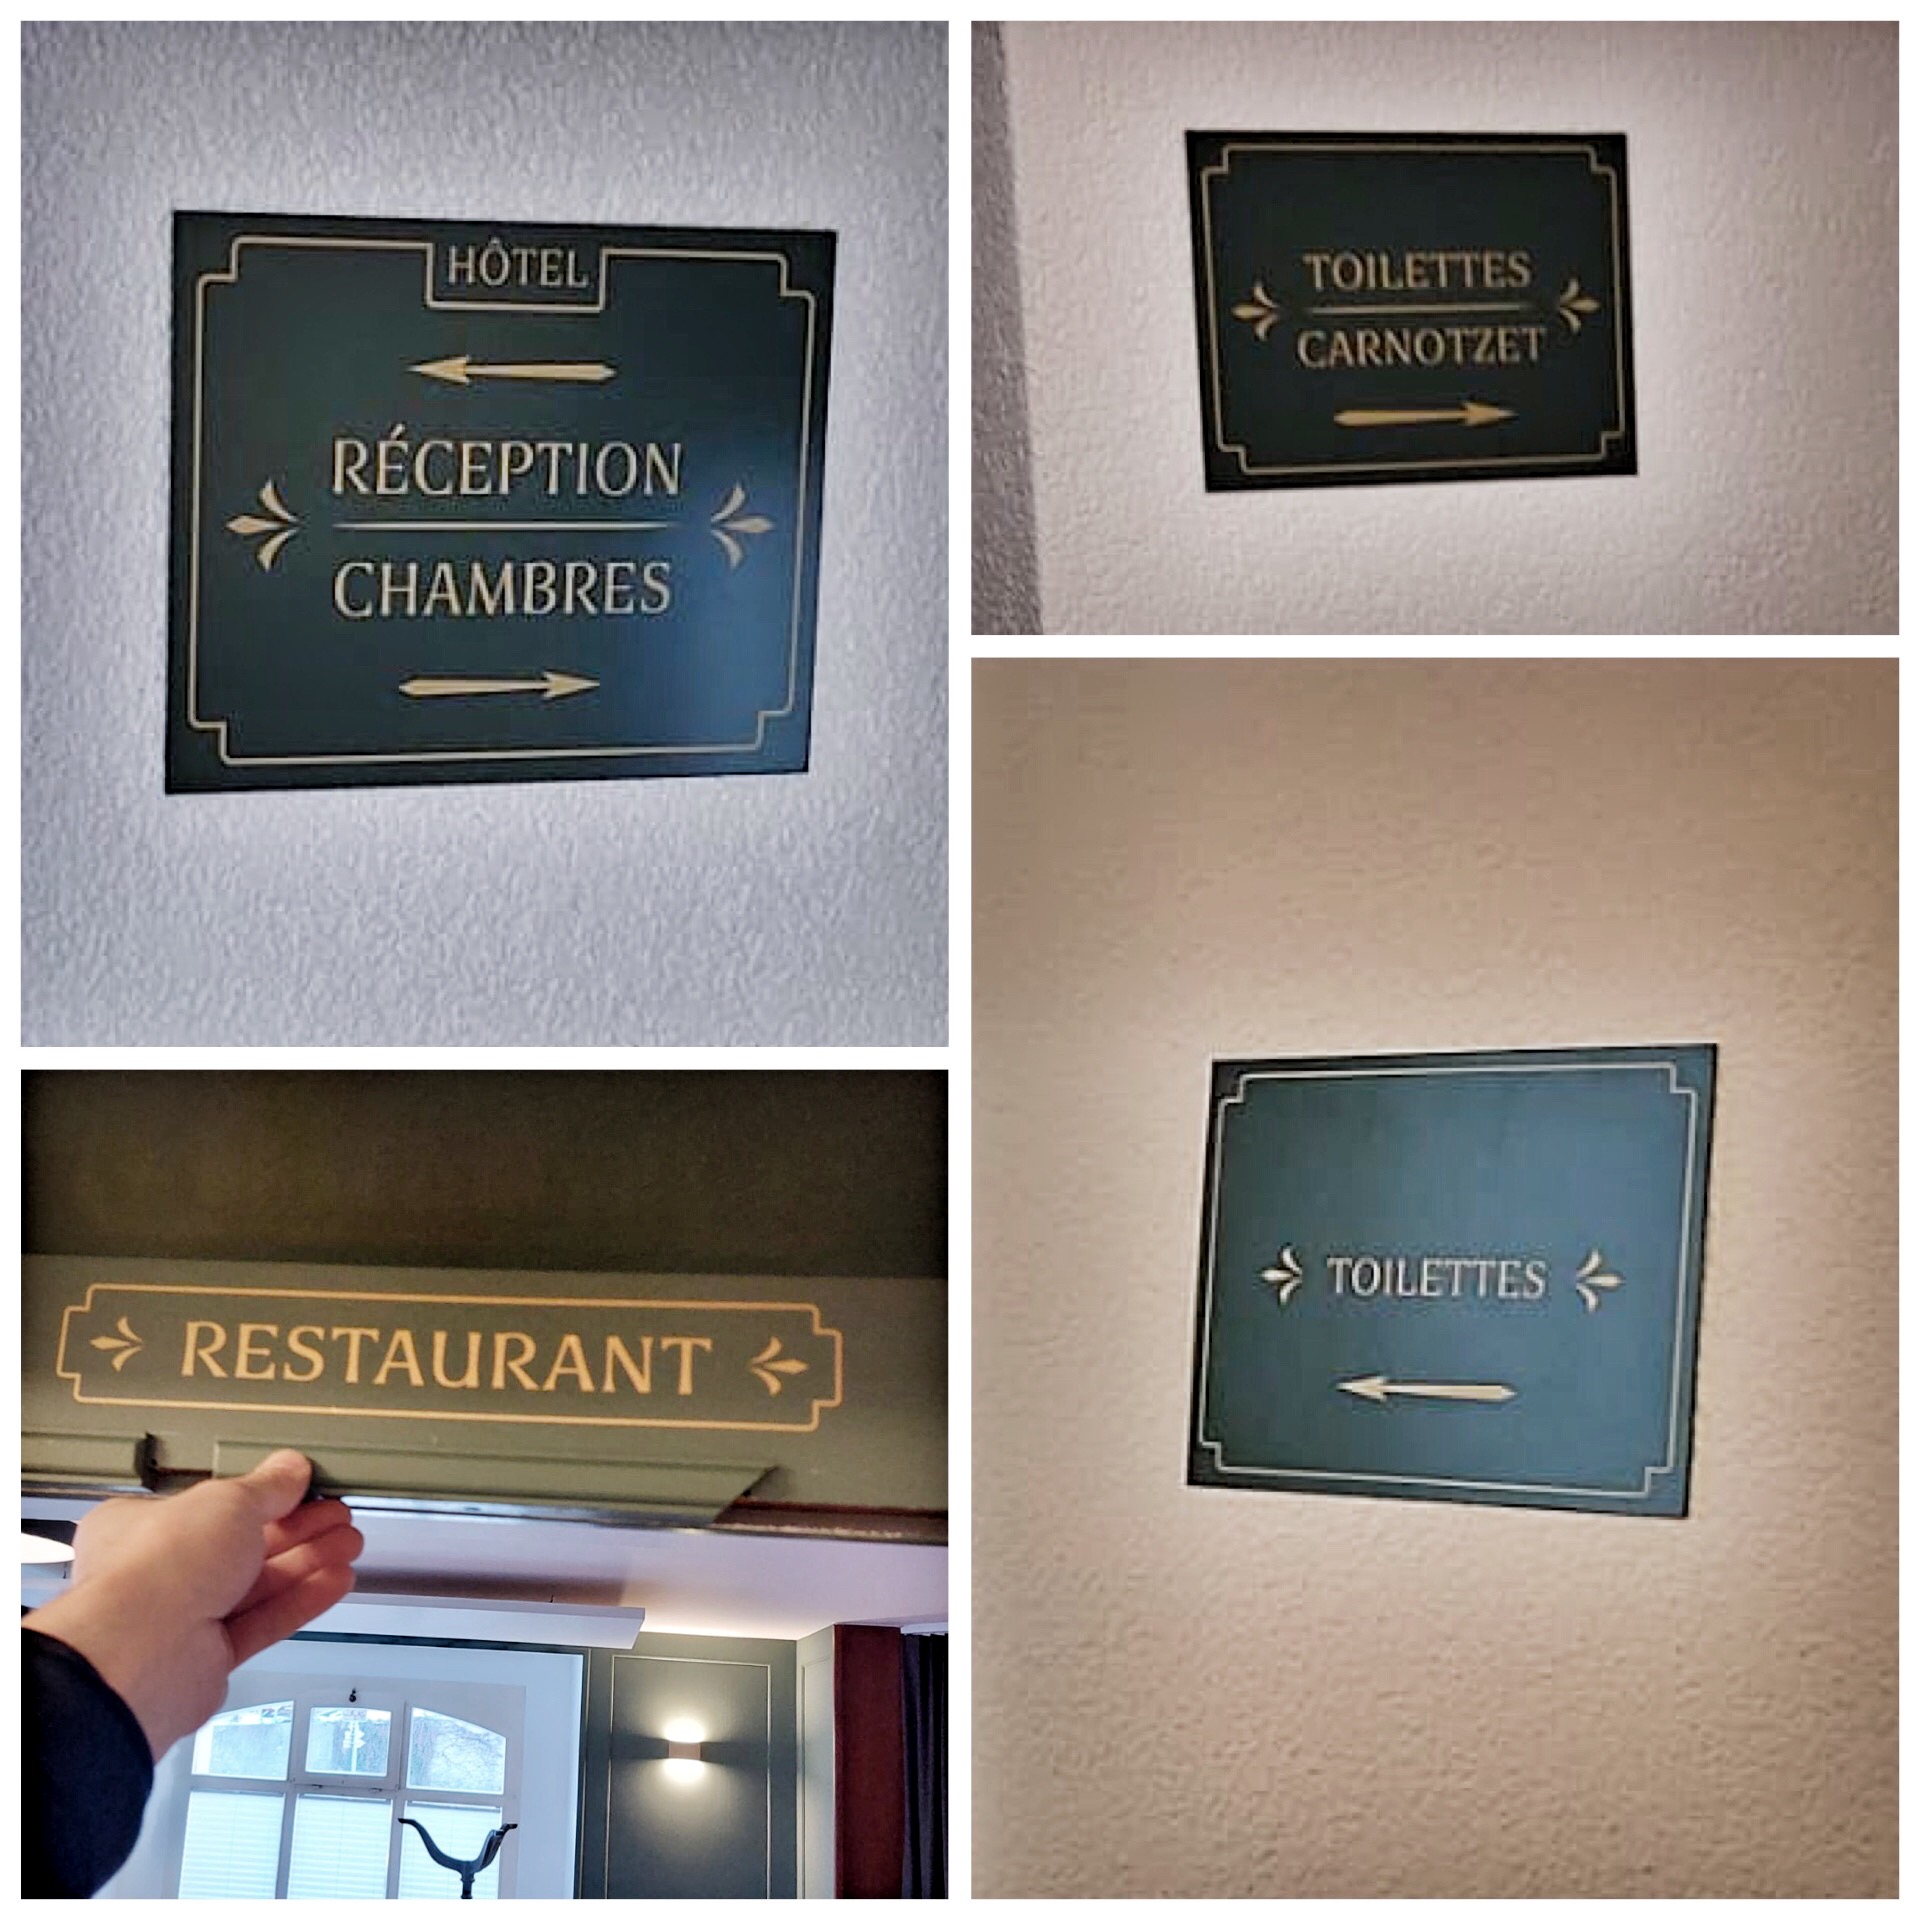 HÔTEL
RÉCEPTION
CHAMBRES
TOILETTES
CARNOTZET
RESTAURANT
TOILETTES